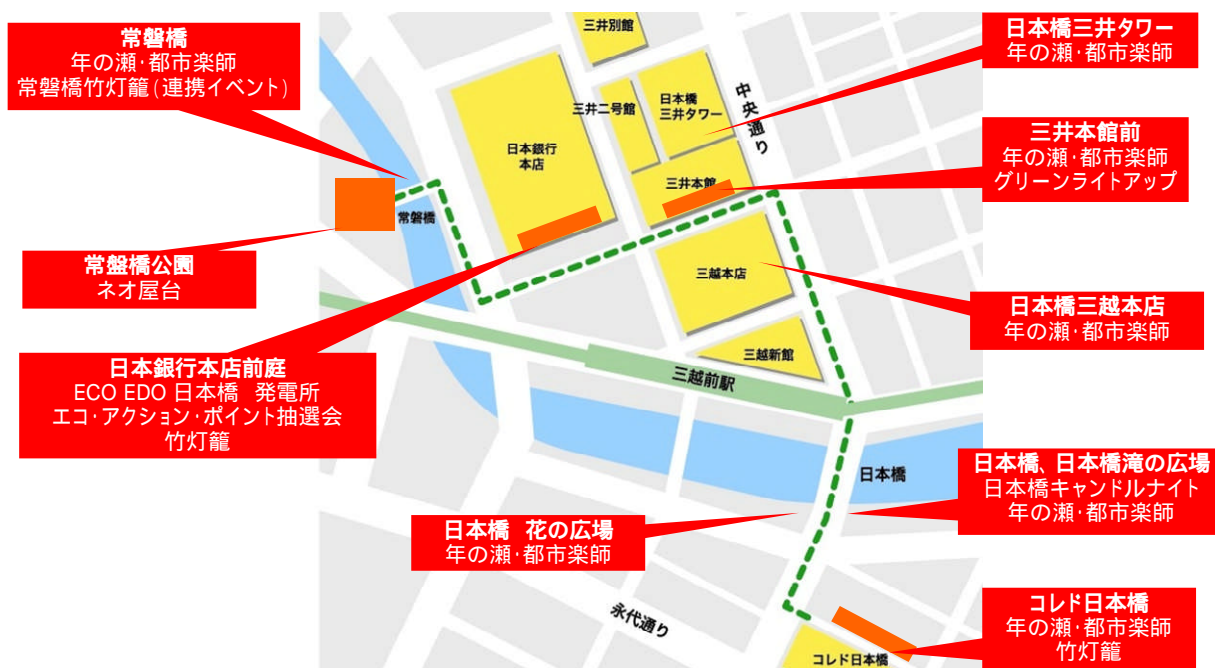 常磐橋
年の瀬・都市楽師
常磐橋竹灯籠(連携イベント)
三井別館
日本橋三井タワー
年の瀬・都市楽師
三井二号館
日本橋
三井タワー
中央通り
日本銀行
本店
三井本館前
年の瀬・都市楽師
グリーンライトアップ
三井本館
常磐橋
常盤橋公園
ネオ屋台
三越本店
日本橋三越本店
年の瀬・都市楽師
日本銀行本店前庭
ECO EDO 日本橋 発電所
エコ・アクション・ポイント抽選会
竹灯籠
三越新館
三越前駅
日本橋
日本橋、日本橋滝の広場
日本橋キャンドルナイト
年の瀬・都市楽師
日本橋 花の広場
年の瀬・都市楽師
永代通り
コレド日本橋
コレド日本橋
年の瀬・都市楽師
竹灯籠